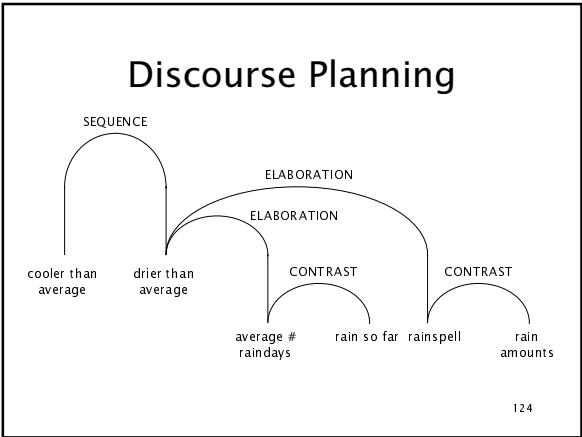 Discourse Planning
SEQUENCE
ELABORATION
ELABORATION
cooler than
average
drier than
average
CONTRAST
CONTRAST
average #
raindays
rain so far
rainspell
rain
amounts
124